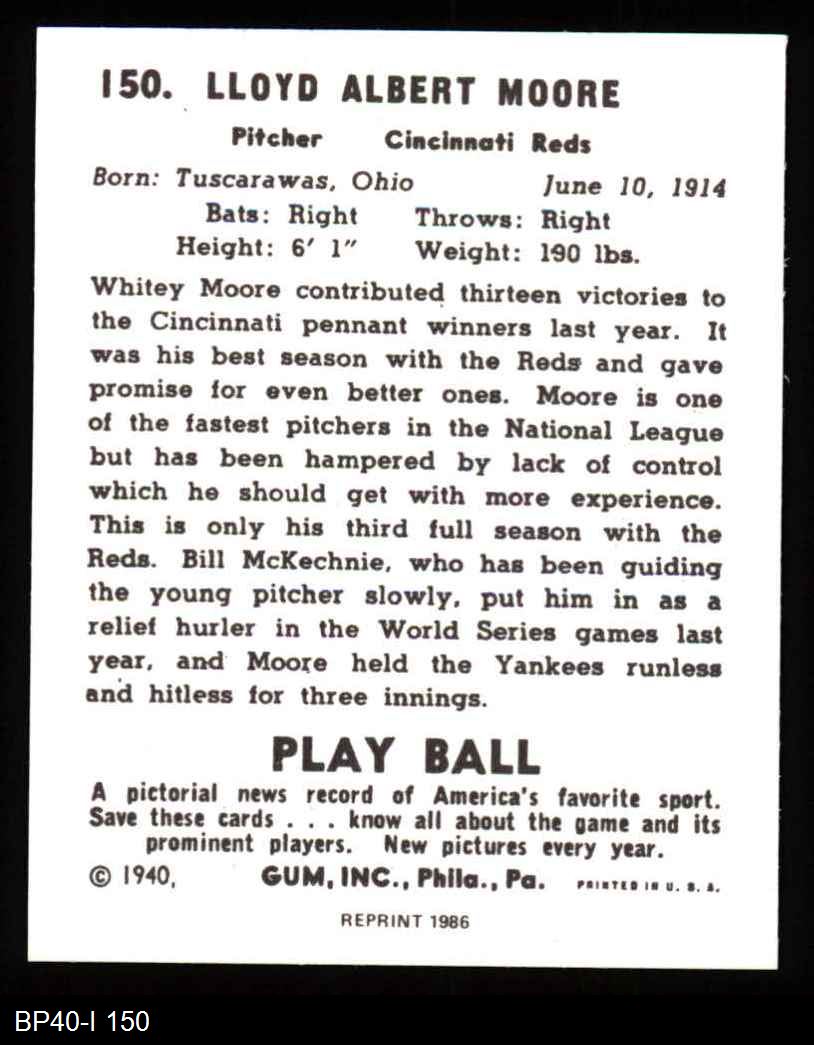 150. LLOYD ALBERT MOORE
Pitcher Cincinnati Reds
Born: Tuscarawas, Ohio June 10, 1914
Bats: Right Throws: Right
Height: 6' 1" Weight: 190 lbs.
Whitey Moore contributed thirteen victories to
the Cincinnati pennant winners last year. It
was his best season with the Reds and gave
promise for even better ones. Moore is one
of the fastest pitchers in the National League
but has been hampered by lack of control
which he should get with more experience.
This is only his third full season with the
Reds. Bill McKechnie, who has been guiding
the young pitcher slowly, put him in as a
relief hurler in the World Series games last
year, and Moore held the Yankees runless
and hitless for three innings.
PLAY BALL
A pictorial news record of America's favorite sport.
Save these cards . . . know all about the game and its
prominent players. New pictures every year.
© 1940, GUM, INC., Phila., Pa. PRINTED IN U. S. A.
REPRINT 1986
BP40-I 150